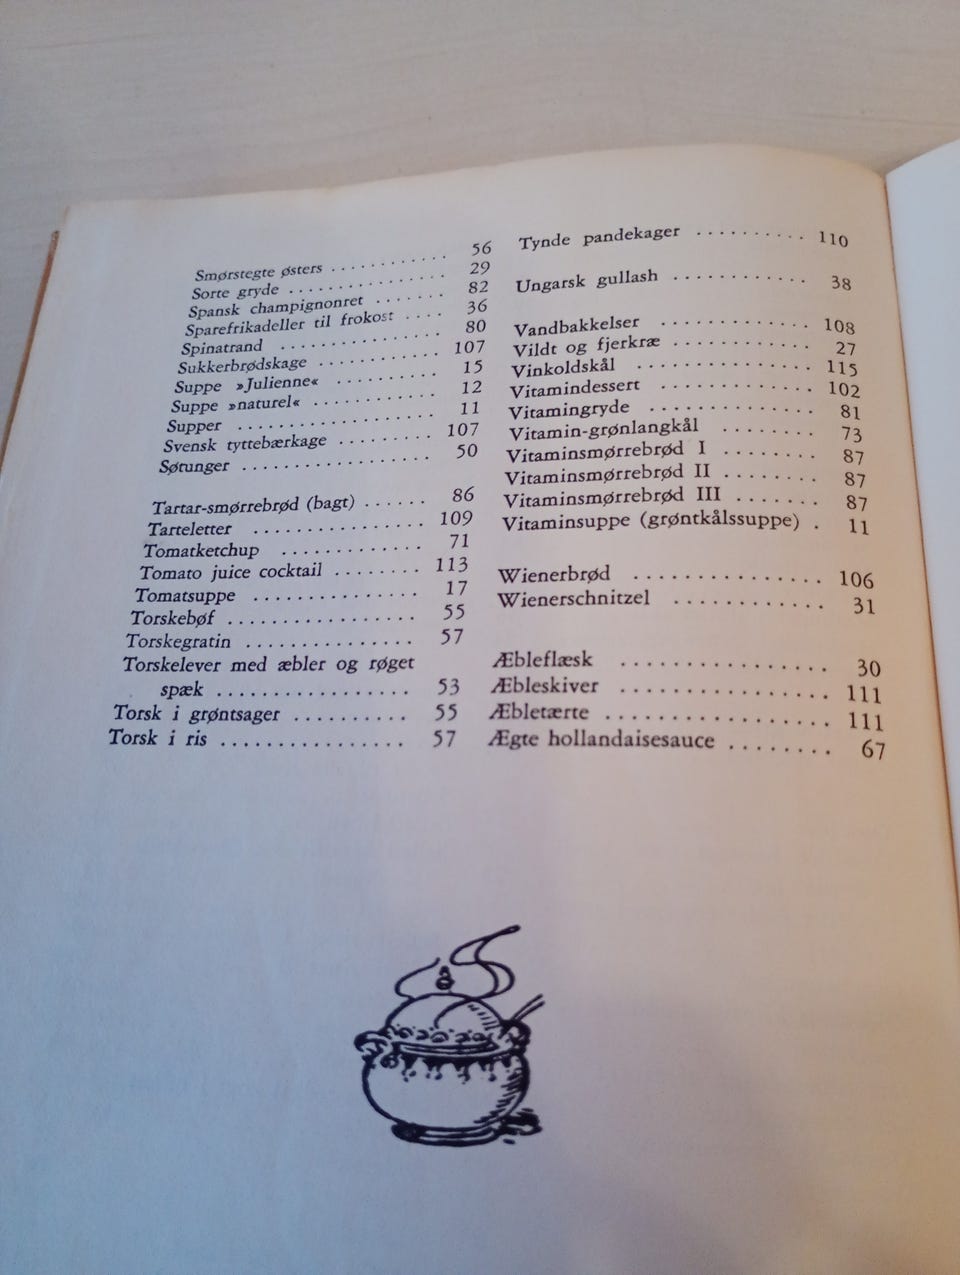 Smørstegte østers . . . . . . . . . . . 56
Sorte gryde . . . . . . . . . . . . . . 29
Spansk champignonret . . . . . . . 82
Sparefrikadeller til frokost . . . . 36
Spinatrand . . . . . . . . . . . . . . 80
Sukkerbrødskage . . . . . . . . . . . 107
Suppe »Julienne« . . . . . . . . . . 15
Suppe »naturel« . . . . . . . . . . . 12
Supper . . . . . . . . . . . . . . . . . 11
Svensk tyttebærkage . . . . . . . . 107
Søtunger . . . . . . . . . . . . . . . . 50
Tartar-smørrebrød (bagt) . . . . . . 86
Tarteletter . . . . . . . . . . . . . . . 109
Tomatketchup . . . . . . . . . . . . . 71
Tomato juice cocktail . . . . . . . . 113
Tomatsuppe . . . . . . . . . . . . . . . 17
Torskebøf . . . . . . . . . . . . . . . . . 55
Torskegratin . . . . . . . . . . . . . . . 57
Torskelever med æbler og røget
spæk . . . . . . . . . . . . . . . . . 53
Torsk i grøntsager . . . . . . . . . . 55
Torsk i ris . . . . . . . . . . . . . . . . 57
Tynde pandekager . . . . . . . . . . 110
Ungarsk gullash . . . . . . . . . . . . 38
Vandbakkelser . . . . . . . . . . . . . 108
Vildt og fjerkræ . . . . . . . . . . . . 27
Vinkoldskål . . . . . . . . . . . . . . . 115
Vitamindessert . . . . . . . . . . . . . 102
Vitamingryde . . . . . . . . . . . . . . 81
Vitamin-grønlangkål . . . . . . . . 73
Vitaminsmørrebrød I . . . . . . . . . 87
Vitaminsmørrebrød II . . . . . . . . 87
Vitaminsmørrebrød III . . . . . . . 87
Vitaminsuppe (grøntkålssuppe) . 11
Wienerbrød . . . . . . . . . . . . . . . 106
Wienerschnitzel . . . . . . . . . . . . 31
Æbleflæsk . . . . . . . . . . . . . . . . 30
Æbleskiver . . . . . . . . . . . . . . . . 111
Æbletærte . . . . . . . . . . . . . . . . . 111
Ægte hollandaisesauce . . . . . . . . 67